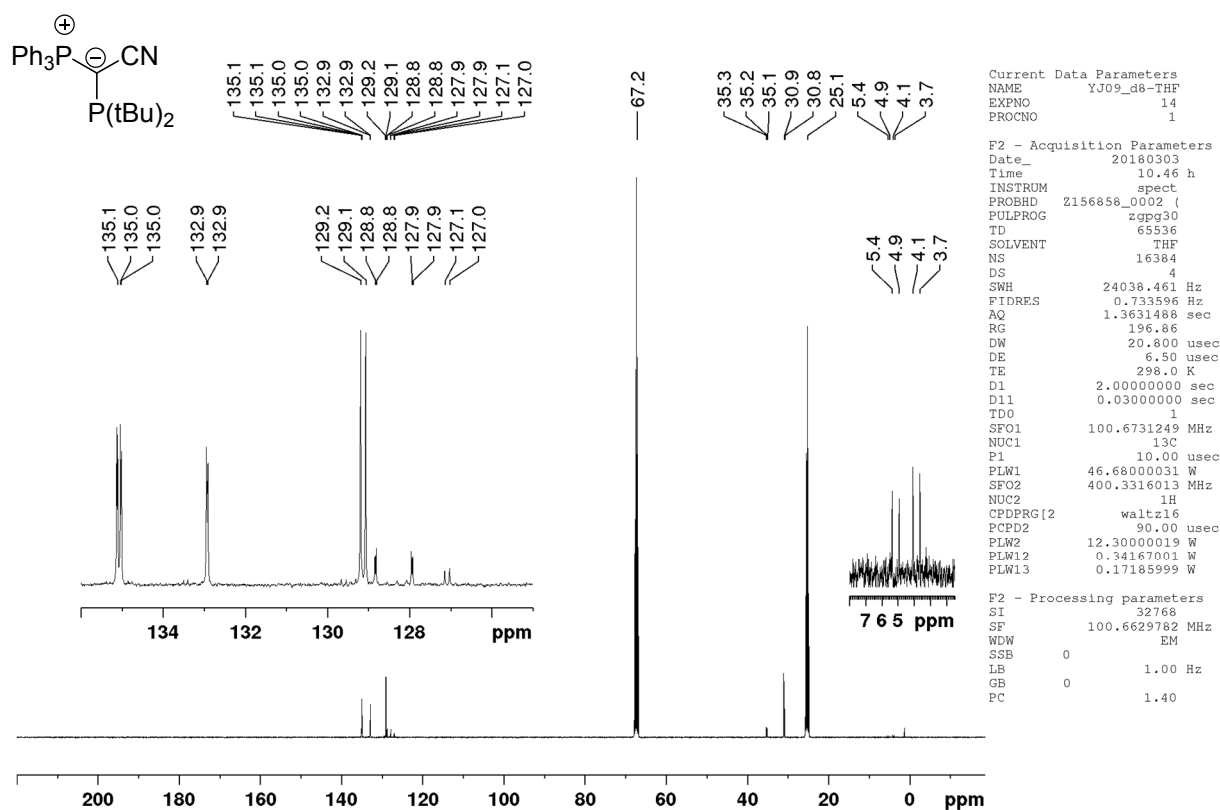 ⊕
Ph3P ⊖ CN
P(tBu)2
135.1
135.1
135.0
135.0
132.9
132.9
129.2
129.1
128.8
128.8
127.9
127.9
127.1
127.0
67.2
35.3
35.2
35.1
30.9
30.8
25.1
5.4
4.9
4.1
3.7
135.1
135.0
135.0
132.9
132.9
129.2
129.1
128.8
128.8
127.9
127.9
127.1
127.0
134 132 130 128 ppm
5.4
4.9
4.1
3.7
7 6 5 ppm
200 180 160 140 120 100 80 60 40 20 0 ppm
Current Data Parameters
NAME YJ09_d8-THF
EXPNO 14
PROCNO 1
F2 - Acquisition Parameters
Date_ 20180303
Time 10.46 h
INSTRUM spect
PROBHD Z156858_0002 (
PULPROG zgpg30
TD 65536
SOLVENT THF
NS 16384
DS 4
SWH 24038.461 Hz
FIDRES 0.733596 Hz
AQ 1.3631488 sec
RG 196.86
DW 20.800 usec
DE 6.50 usec
TE 298.0 K
D1 2.00000000 sec
D11 0.03000000 sec
TD0 1
SFO1 100.6731249 MHz
NUC1 13C
P1 10.00 usec
PLW1 46.68000031 W
SFO2 400.3316013 MHz
NUC2 1H
CPDPRG[2 waltz16
PCPD2 90.00 usec
PLW2 12.30000019 W
PLW12 0.34167001 W
PLW13 0.17185999 W
F2 - Processing parameters
SI 32768
SF 100.6629782 MHz
WDW EM
SSB 0
LB 1.00 Hz
GB 0
PC 1.40